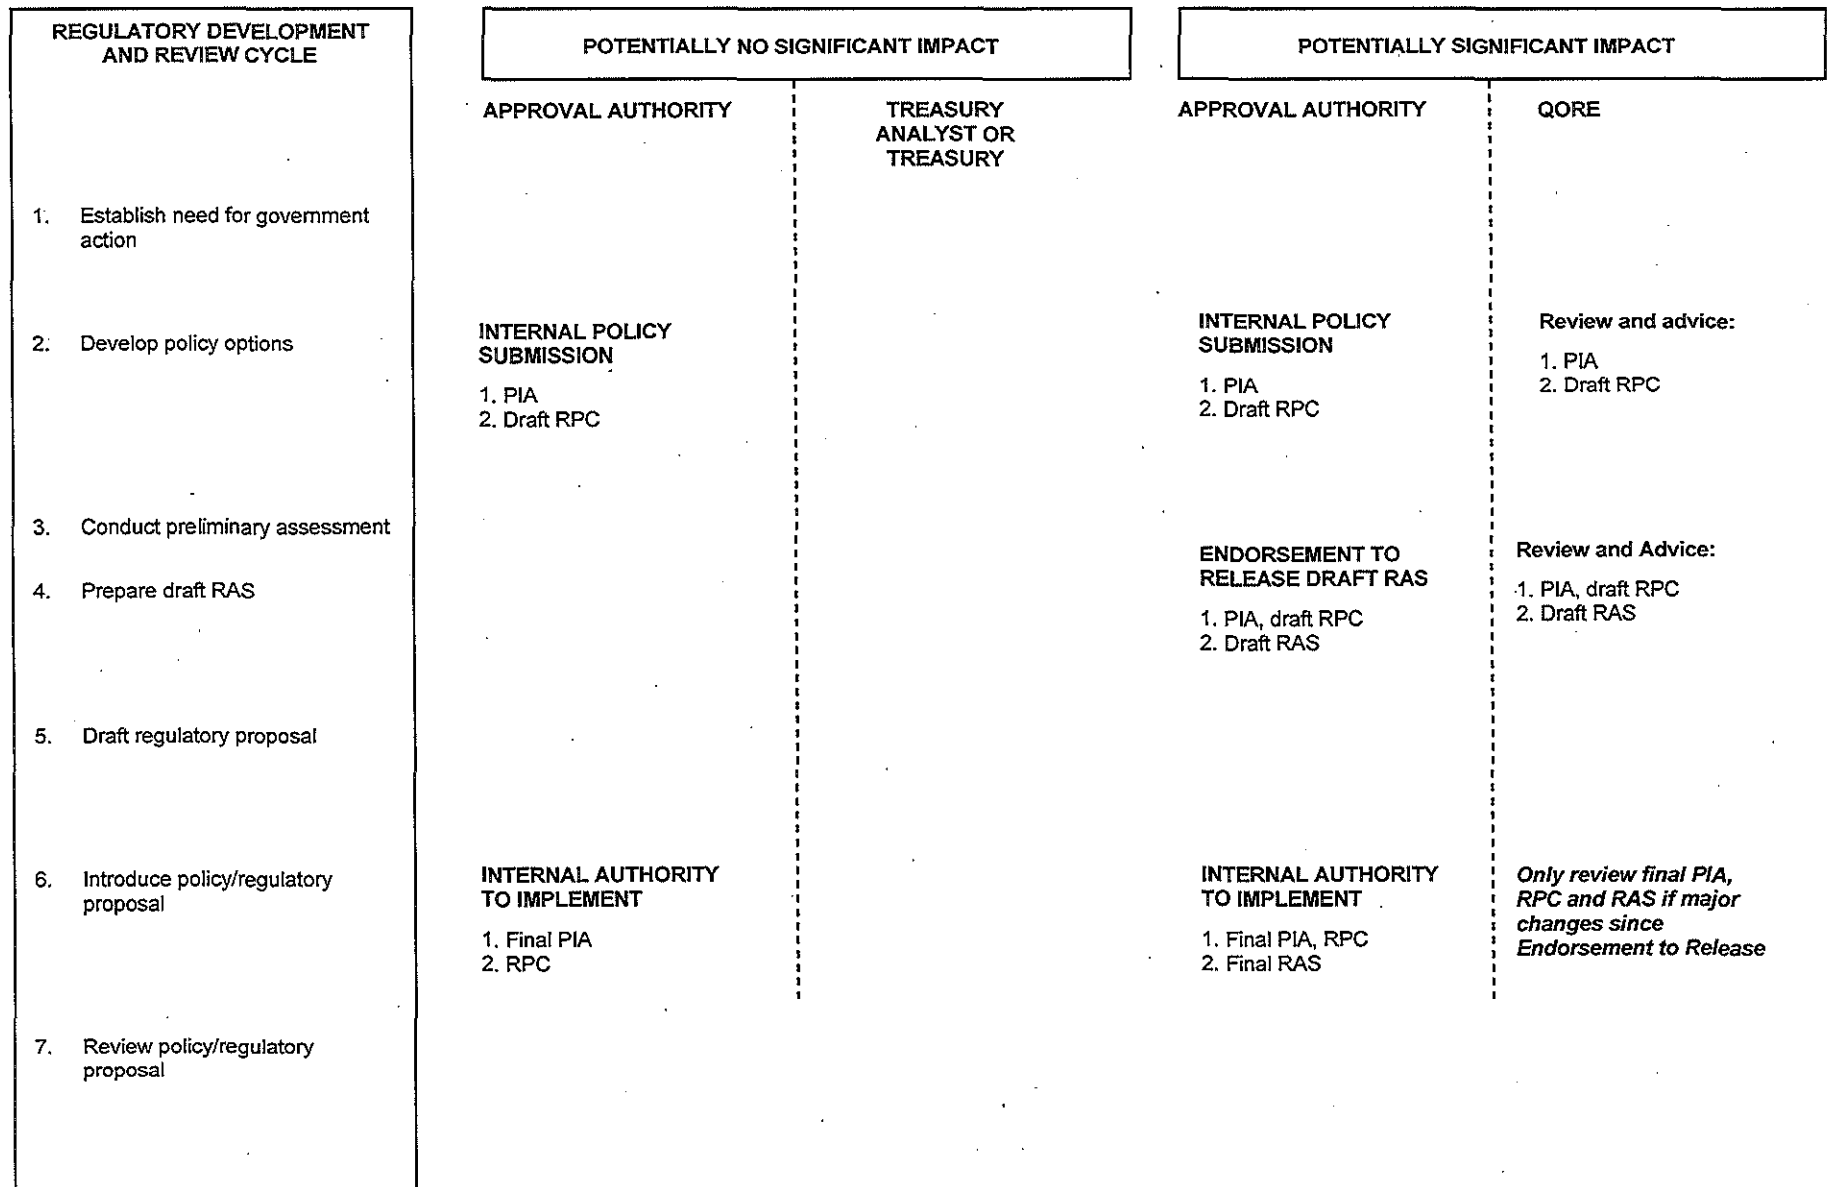 REGULATORY DEVELOPMENT
AND REVIEW CYCLE
POTENTIALLY NO SIGNIFICANT IMPACT
POTENTIALLY SIGNIFICANT IMPACT
APPROVAL AUTHORITY
TREASURY
ANALYST OR
TREASURY
APPROVAL AUTHORITY
QORE
1. Establish need for government
action
2. Develop policy options
INTERNAL POLICY
SUBMISSION
1. PIA
2. Draft RPC
INTERNAL POLICY
SUBMISSION
1. PIA
2. Draft RPC
Review and advice:
1. PIA
2. Draft RPC
3. Conduct preliminary assessment
4. Prepare draft RAS
ENDORSEMENT TO
RELEASE DRAFT RAS
1. PIA, draft RPC
2. Draft RAS
Review and Advice:
1. PIA, draft RPC
2. Draft RAS
5. Draft regulatory proposal
6. Introduce policy/regulatory
proposal
INTERNAL AUTHORITY
TO IMPLEMENT
1. Final PIA
2. RPC
INTERNAL AUTHORITY
TO IMPLEMENT
1. Final PIA, RPC
2. Final RAS
Only review final PIA,
RPC and RAS if major
changes since
Endorsement to Release
7. Review policy/regulatory
proposal